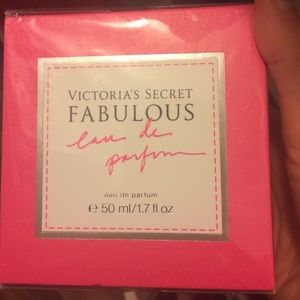 VICTORIA'S SECRET
FABULOUS
eau de
parfum
eau de parfum
℮ 50 ml/1.7 fl oz